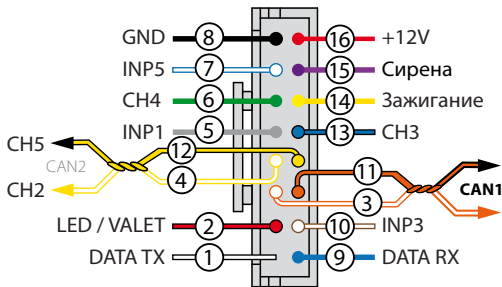 GND 8 16 +12V
INP5 7 15 Сирена
CH4 6 14 Зажигание
INP1 5 13 CH3
CH5 12
CAN2 11
CH2 4 CAN1
3
LED / VALET 2 10 INP3
DATA TX 1 9 DATA RX